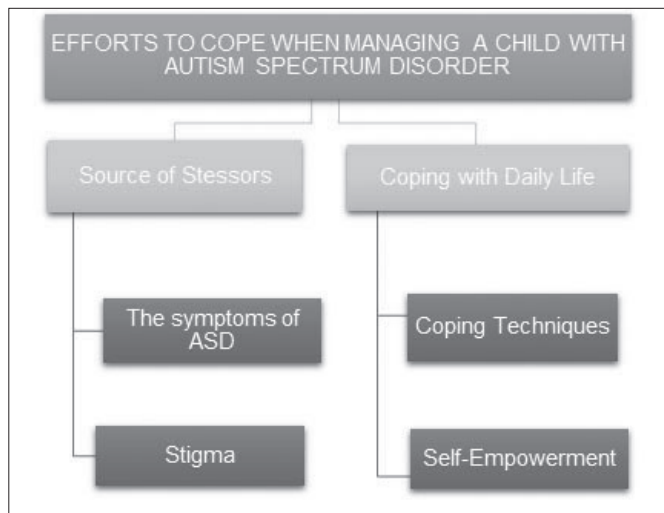 EFFORTS TO COPE WHEN MANAGING A CHILD WITH
AUTISM SPECTRUM DISORDER
Source of Stessors
Coping with Daily Life
The symptoms of
ASD
Coping Techniques
Stigma
Self-Empowerment